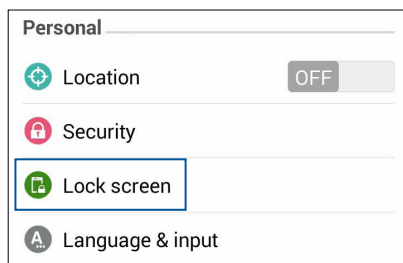 Personal
Location OFF
Security
Lock screen
A
Language & input